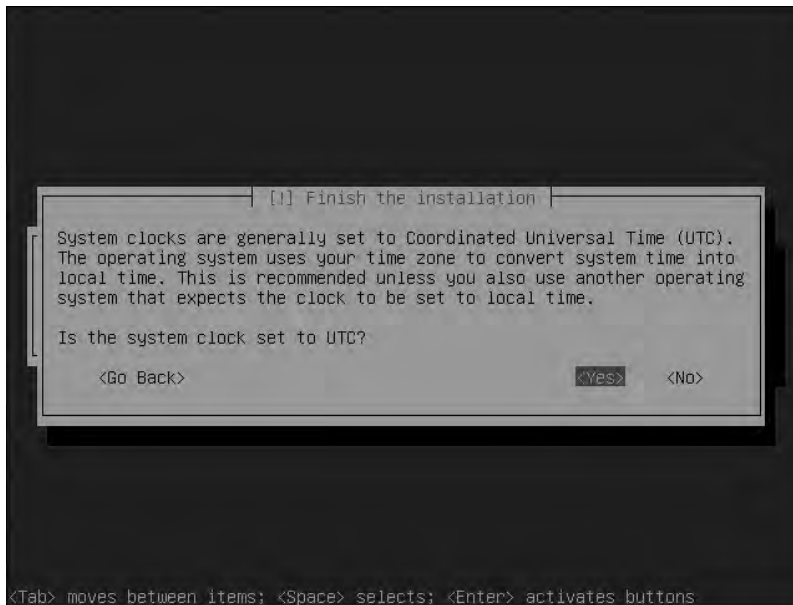 [!] Finish the installation
System clocks are generally set to Coordinated Universal Time (UTC).
The operating system uses your time zone to convert system time into
local time. This is recommended unless you also use another operating
system that expects the clock to be set to local time.
Is the system clock set to UTC?
<Go Back> <Yes> <No>
<Tab> moves between items; <Space> selects; <Enter> activates buttons